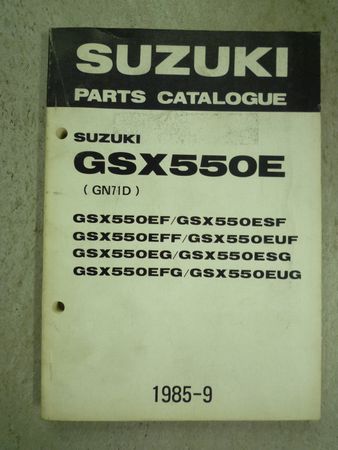 SUZUKI
PARTS CATALOGUE
SUZUKI
GSX550E
( GN71D )
GSX550EF/GSX550ESF
GSX550EFF/GSX550EUF
GSX550EG/GSX550ESG
GSX550EFG/GSX550EUG
1985-9